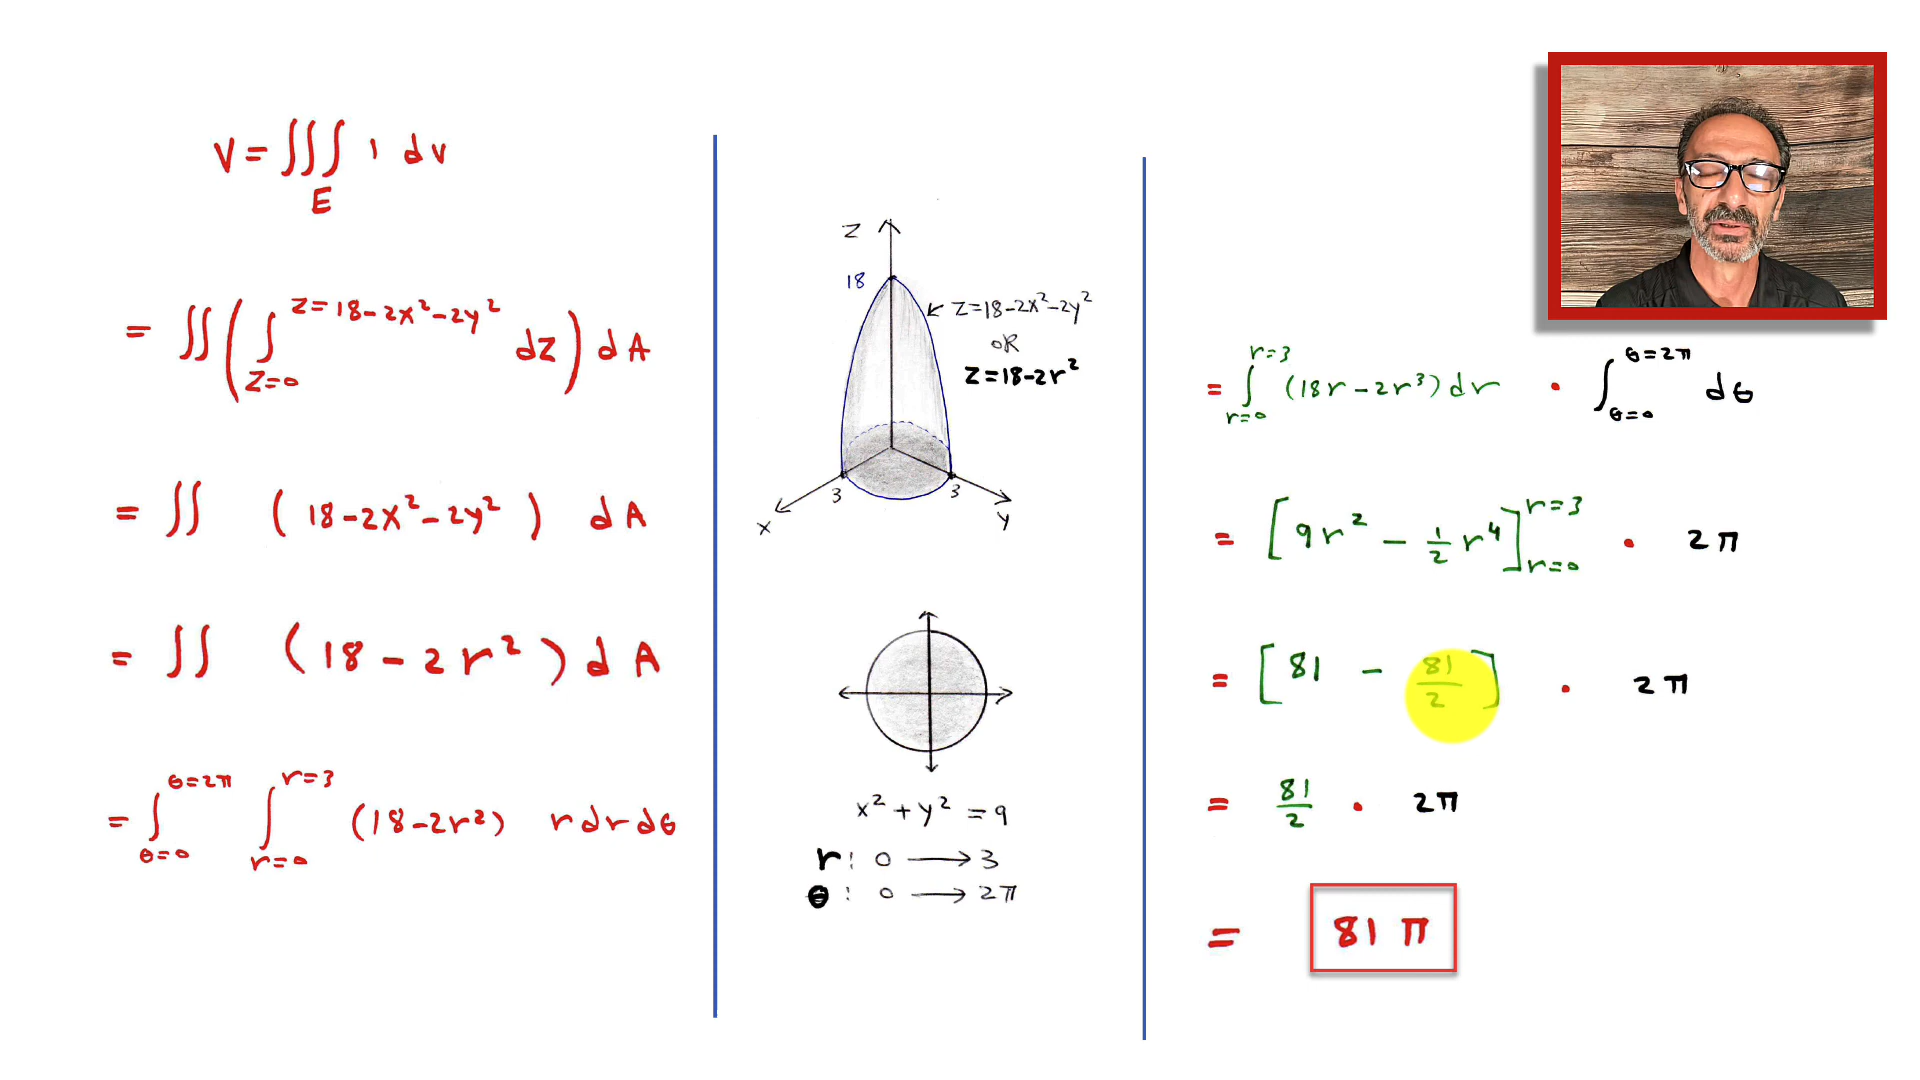 V = ∭_E 1 dV
= ∬ ( ∫_{z=0}^{z=18-2x²-2y²} dz ) dA
= ∬ (18-2x²-2y²) dA
= ∬ (18-2r²) dA
= ∫_{θ=0}^{θ=2π} ∫_{r=0}^{r=3} (18-2r²) r dr dθ
z
18
z=18-2x²-2y²
OR
z=18-2r²
3
3
x
y
x²+y²=9
r: 0 → 3
θ: 0 → 2π
= ∫_{r=0}^{r=3} (18r-2r³) dr · ∫_{θ=0}^{θ=2π} dθ
= [9r² - ½r⁴]_{r=0}^{r=3} · 2π
= [81 - 81/2] · 2π
= 81/2 · 2π
= 81π